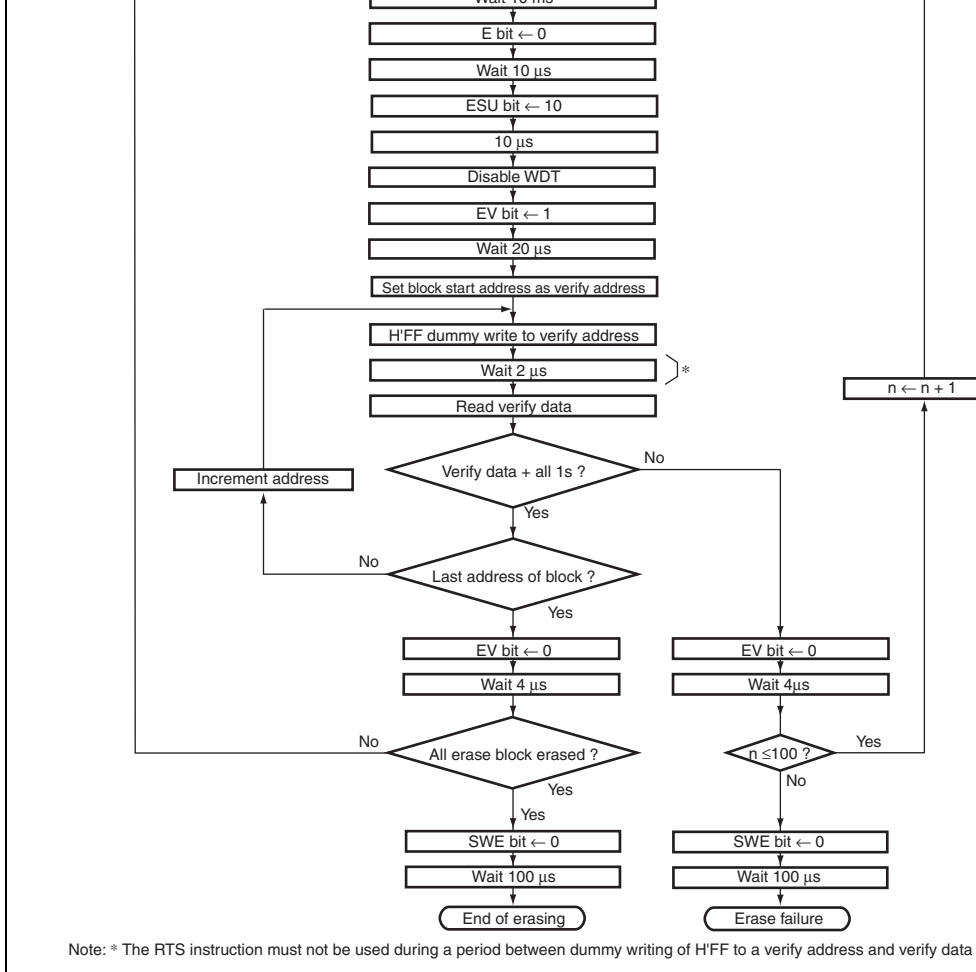 Wait 10 ms
E bit ← 0
Wait 10 μs
ESU bit ← 10
10 μs
Disable WDT
EV bit ← 1
Wait 20 μs
Set block start address as verify address
H'FF dummy write to verify address
Wait 2 μs
*
n ← n + 1
Read verify data
Verify data + all 1s ?
No
Increment address
Yes
No
Last address of block ?
Yes
EV bit ← 0
EV bit ← 0
Wait 4 μs
Wait 4μs
No
All erase block erased ?
n ≤100 ?
Yes
Yes
No
Yes
SWE bit ← 0
SWE bit ← 0
Wait 100 μs
Wait 100 μs
End of erasing
Erase failure
Note: * The RTS instruction must not be used during a period between dummy writing of H'FF to a verify address and verify data